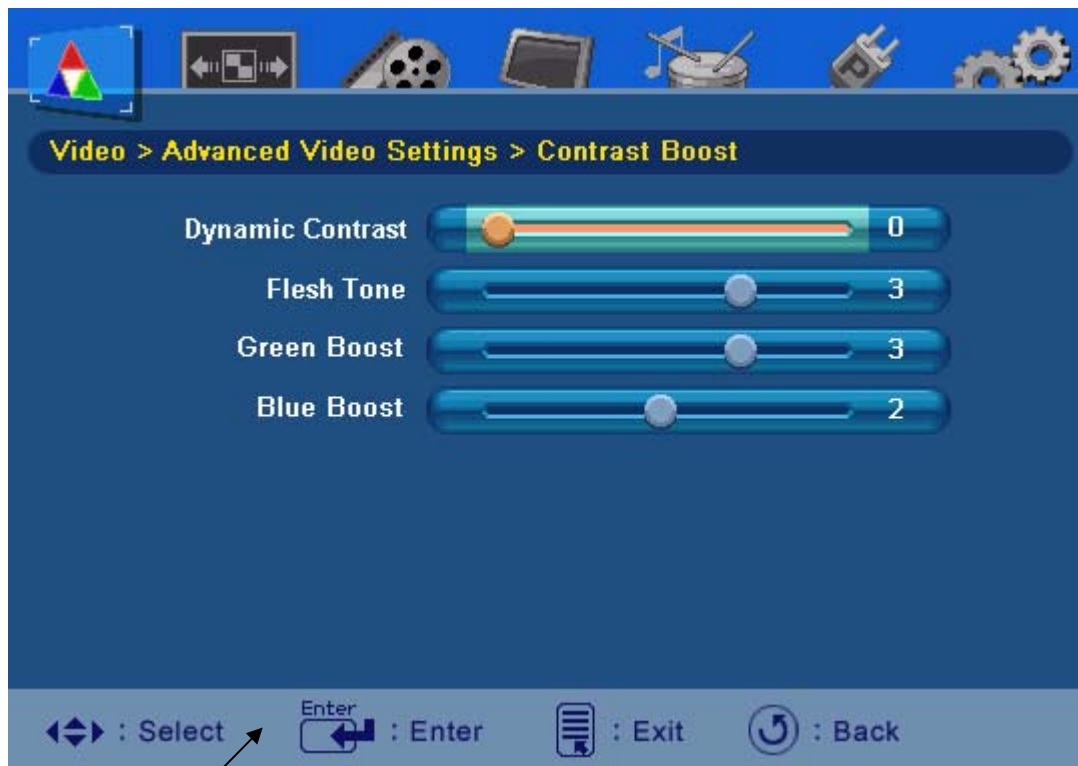 Video > Advanced Video Settings > Contrast Boost
Dynamic Contrast 0
Flesh Tone 3
Green Boost 3
Blue Boost 2
: Select Enter : Enter : Exit : Back